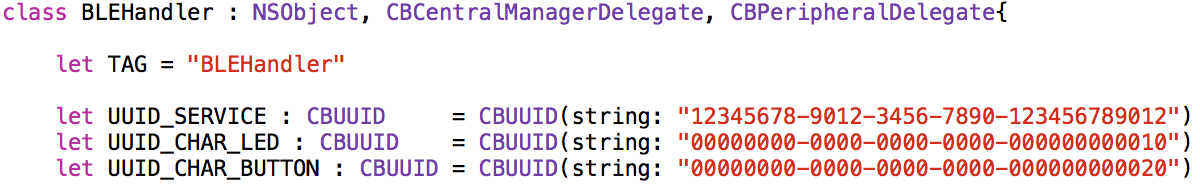 class BLEHandler : NSObject, CBCentralManagerDelegate, CBPeripheralDelegate{
let TAG = "BLEHandler"
let UUID_SERVICE : CBUUID = CBUUID(string: "12345678-9012-3456-7890-123456789012")
let UUID_CHAR_LED : CBUUID = CBUUID(string: "00000000-0000-0000-0000-000000000010")
let UUID_CHAR_BUTTON : CBUUID = CBUUID(string: "00000000-0000-0000-0000-000000000020")